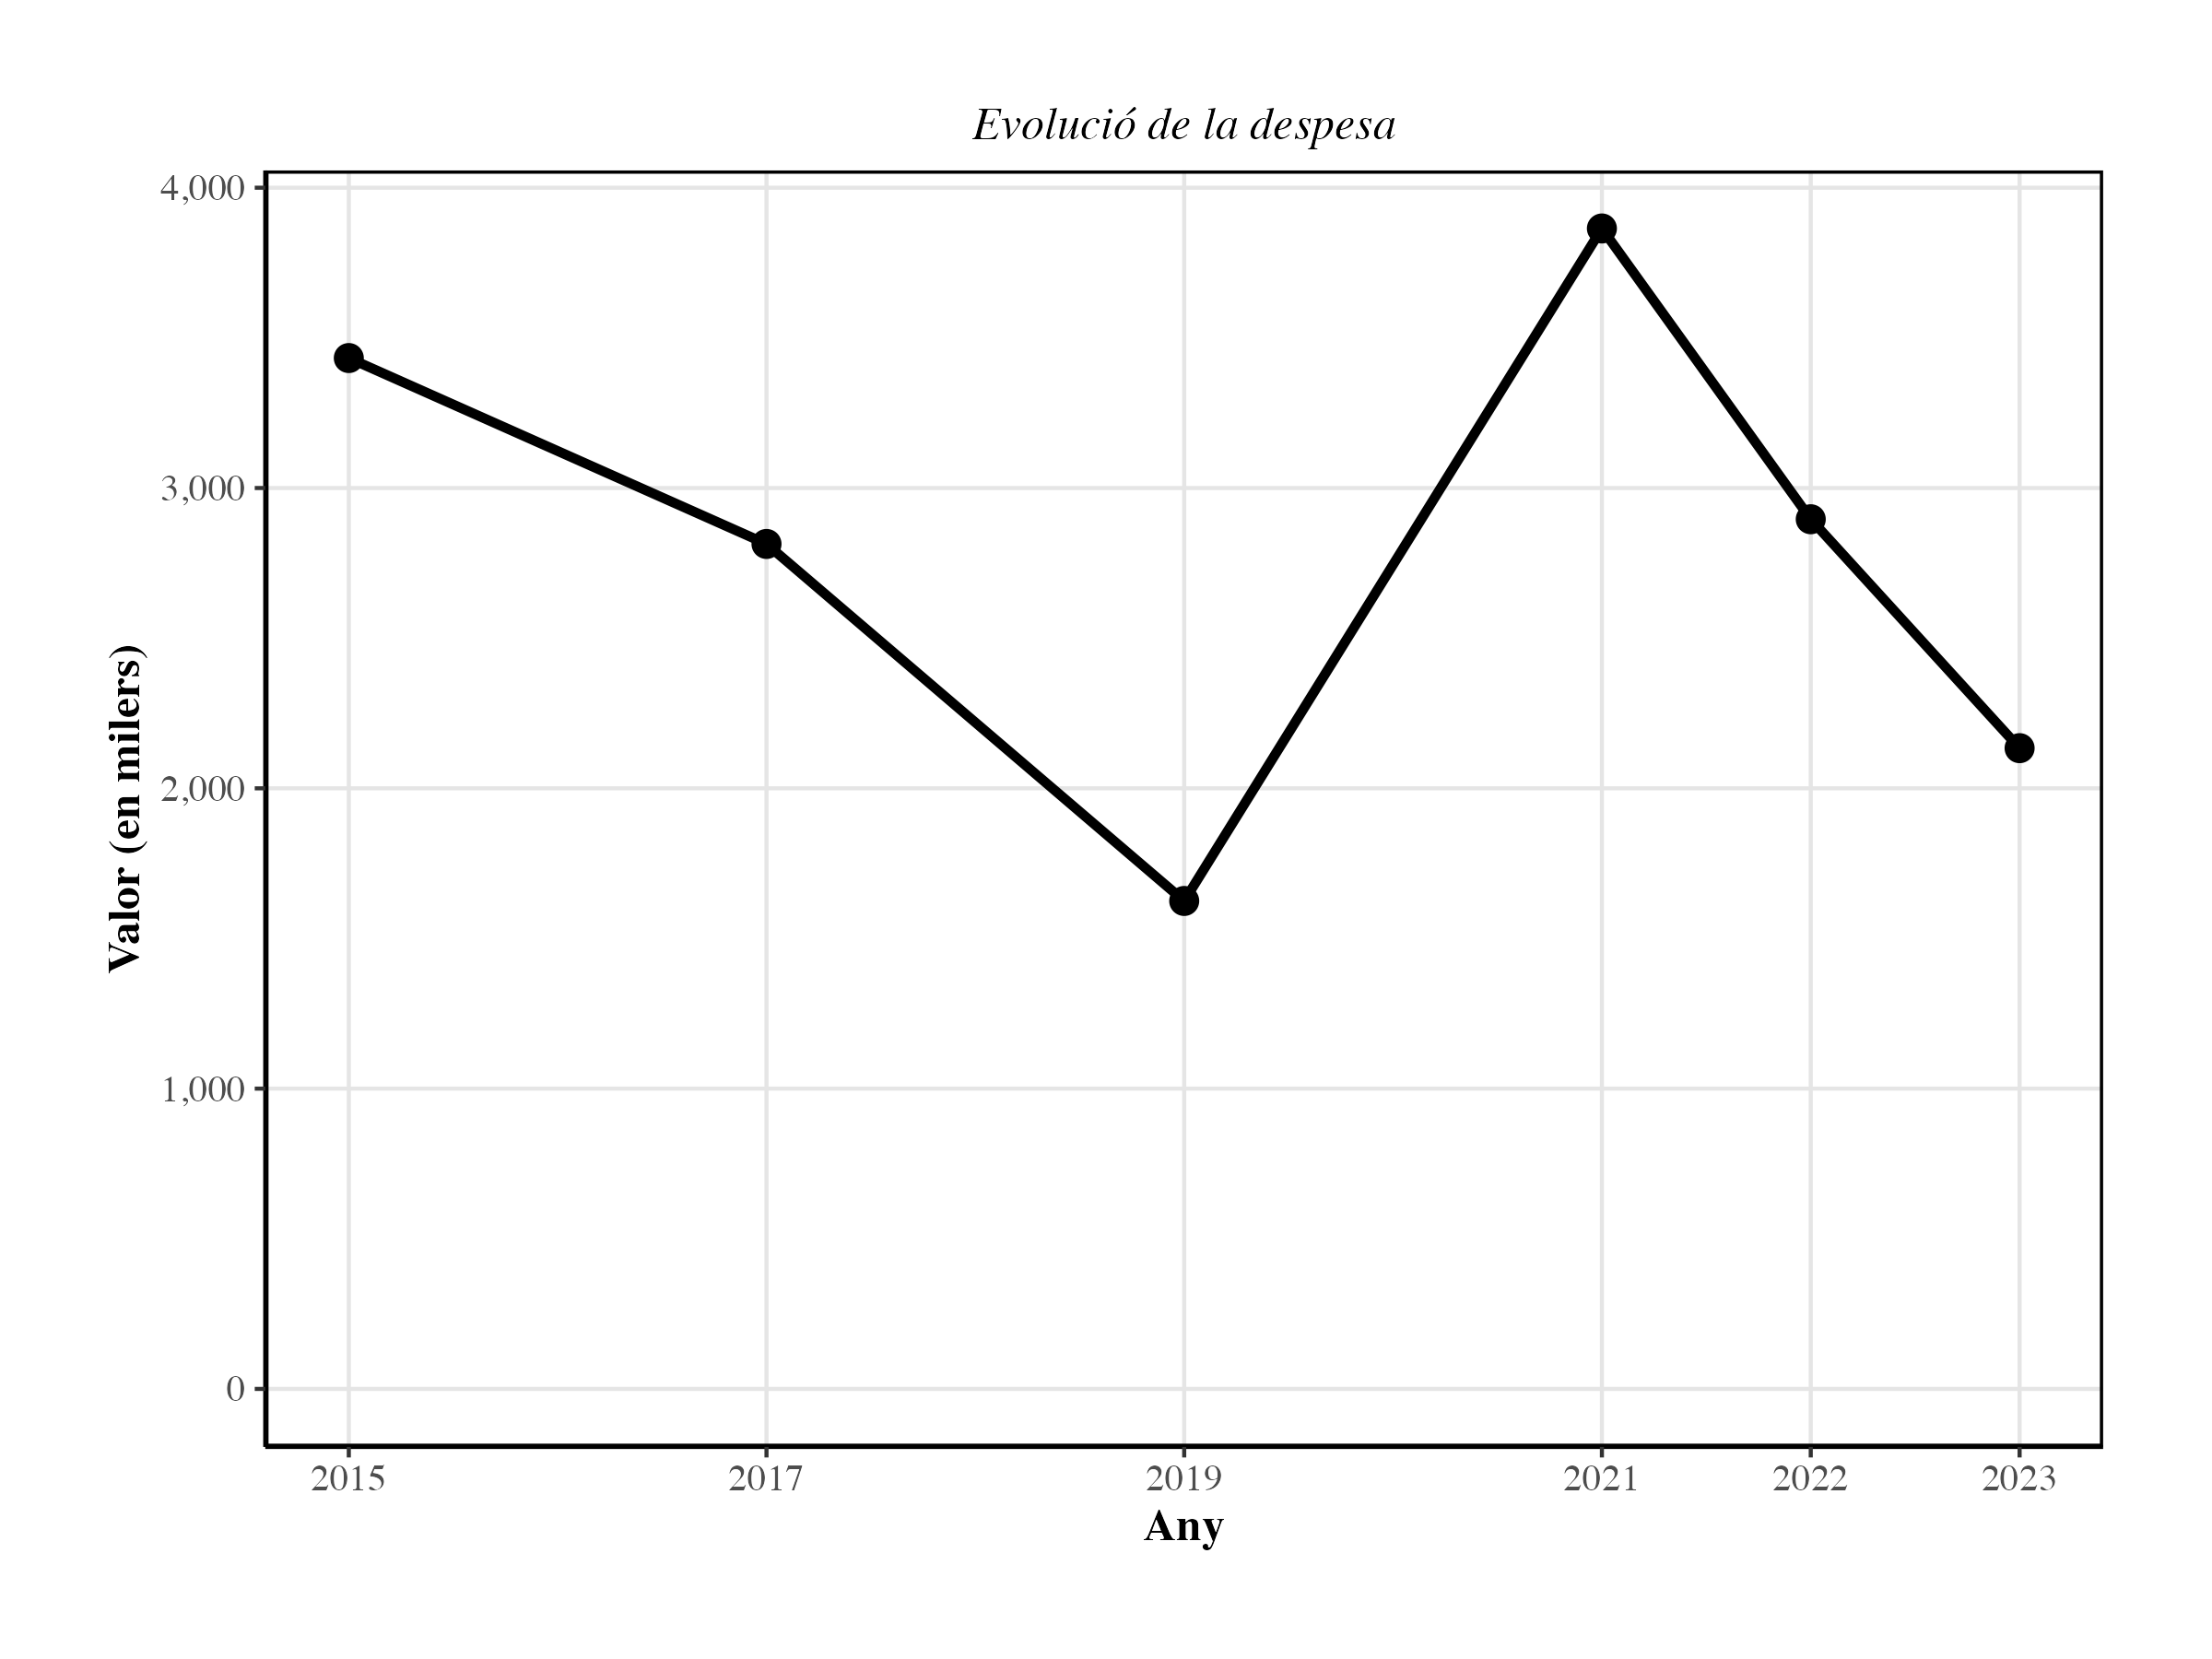 Evolució de la despesa
4,000
3,000
2,000
1,000
0
Valor (en milers)
2015 2017 2019 2021 2022 2023
Any